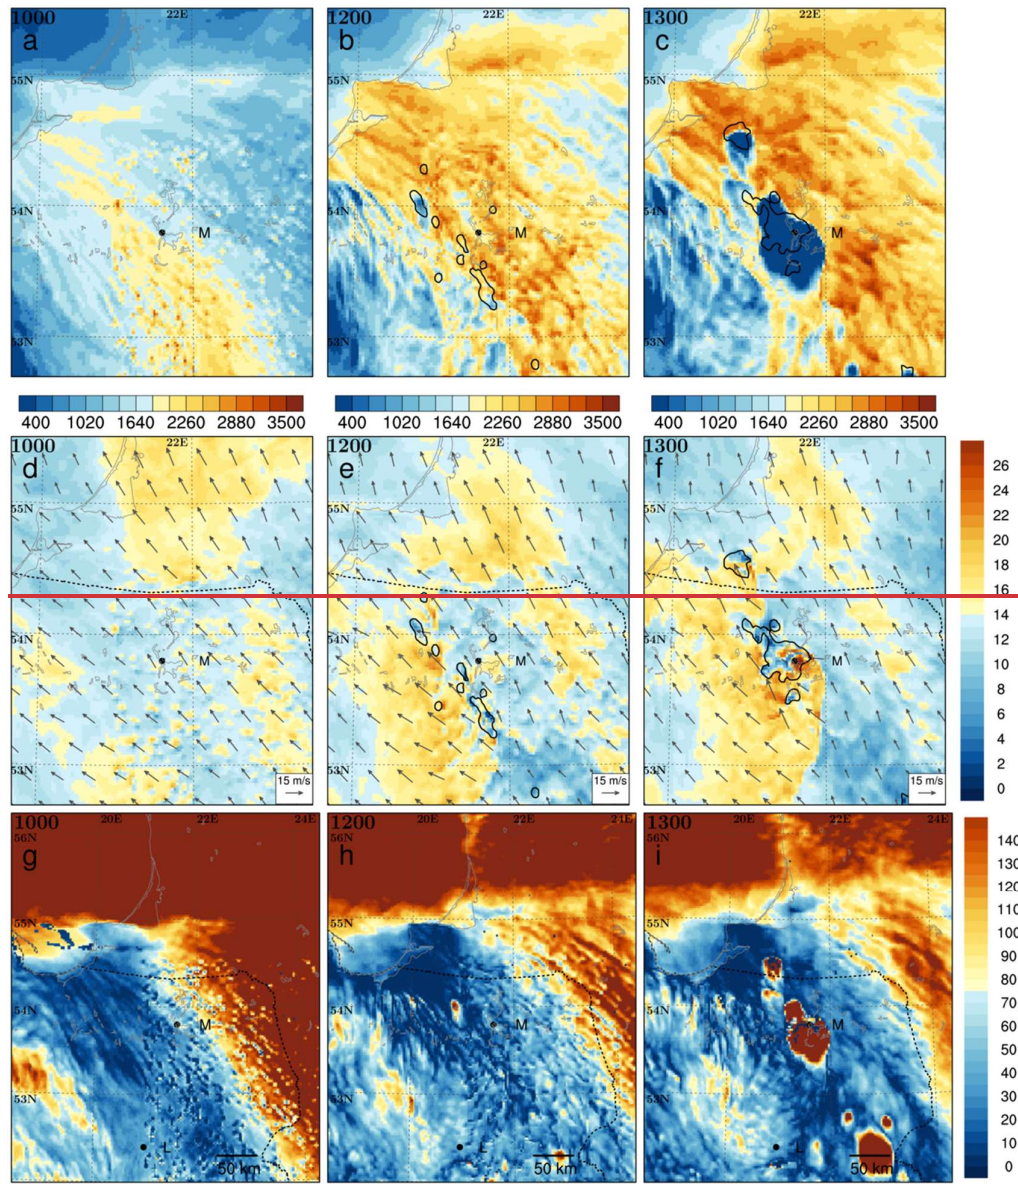 1000 22E
a
55N
54N
M
53N
1200 22E
b
55N
54N
M
53N
1300 22E
c
55N
54N
M
53N
400 1020 1640 2260 2880 3500
400 1020 1640 2260 2880 3500
400 1020 1640 2260 2880 3500
1000 22E
d
55N
54N
M
53N
15 m/s
1200 22E
e
55N
54N
M
53N
15 m/s
1300 22E
f
55N
54N
M
53N
15 m/s
26
24
22
20
18
16
14
12
10
8
6
4
2
0
1000 20E 22E 24E
56N
g
55N
54N
M
53N
L
50 km
1200 20E 22E 24E
56N
h
55N
54N
M
53N
L
50 km
1300 20E 22E 24E
56N
i
55N
54N
M
53N
L
50 km
140
130
120
110
100
90
80
70
60
50
40
30
20
10
0